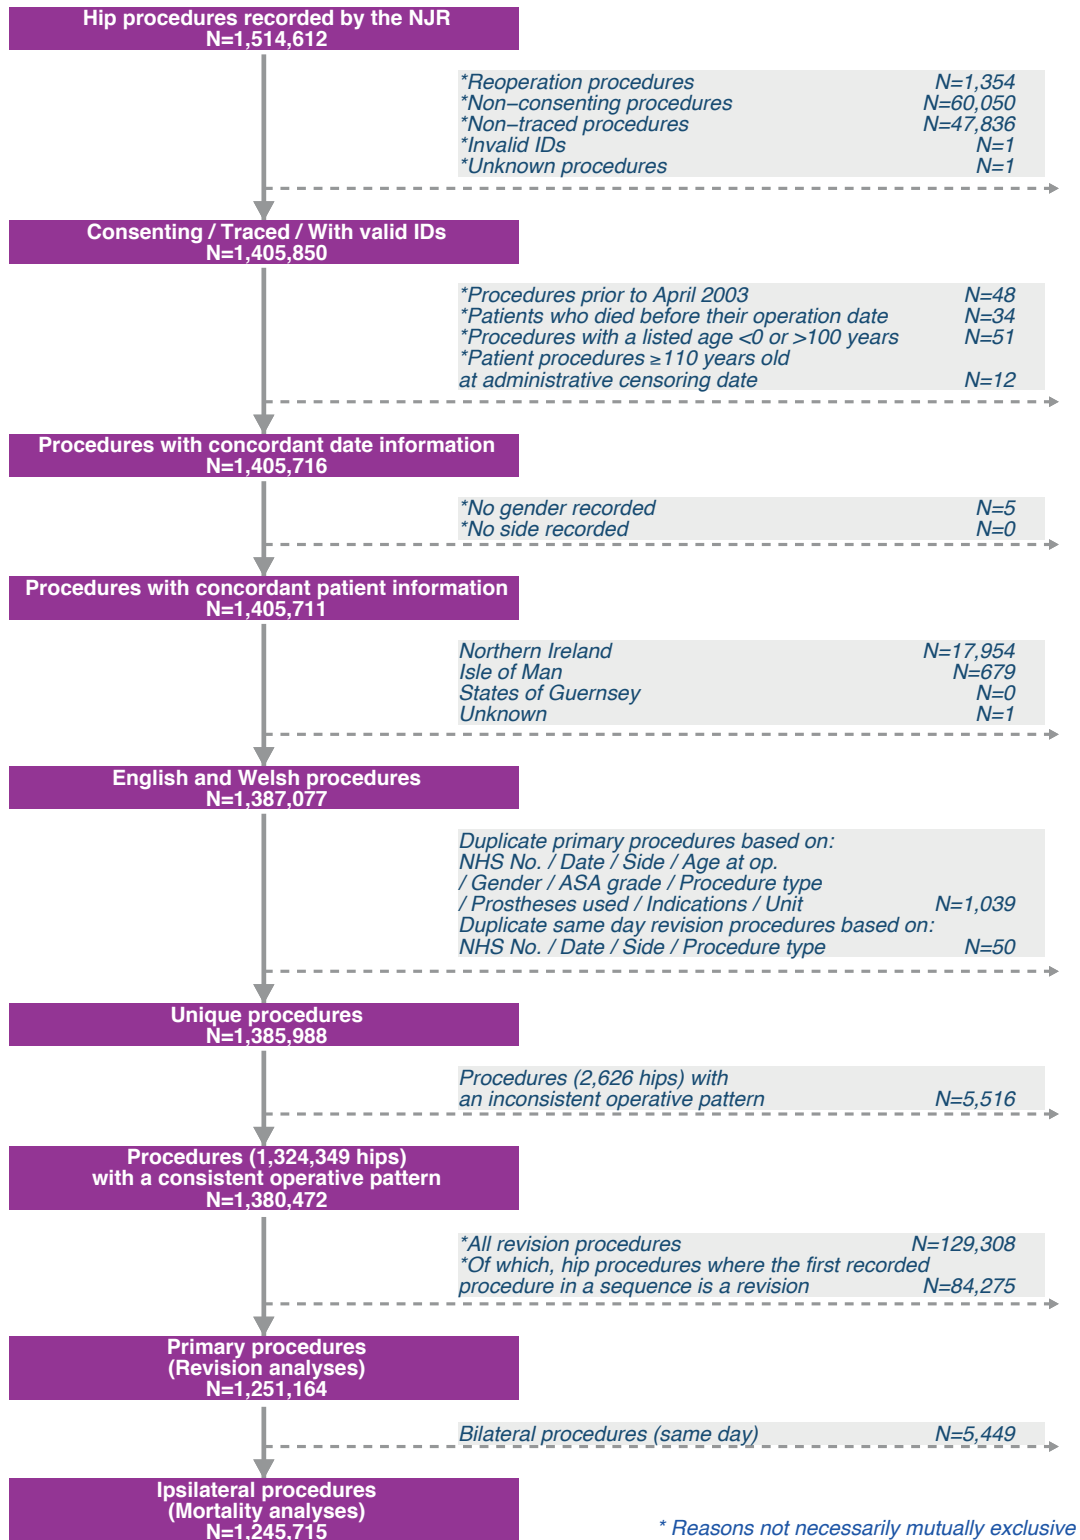 Hip procedures recorded by the NJR
N=1,514,612
*Reoperation procedures N=1,354
*Non–consenting procedures N=60,050
*Non–traced procedures N=47,836
*Invalid IDs N=1
*Unknown procedures N=1
Consenting / Traced / With valid IDs
N=1,405,850
*Procedures prior to April 2003 N=48
*Patients who died before their operation date N=34
*Procedures with a listed age <0 or >100 years N=51
*Patient procedures ≥110 years old
at administrative censoring date N=12
Procedures with concordant date information
N=1,405,716
*No gender recorded N=5
*No side recorded N=0
Procedures with concordant patient information
N=1,405,711
Northern Ireland N=17,954
Isle of Man N=679
States of Guernsey N=0
Unknown N=1
English and Welsh procedures
N=1,387,077
Duplicate primary procedures based on:
NHS No. / Date / Side / Age at op.
/ Gender / ASA grade / Procedure type
/ Prostheses used / Indications / Unit N=1,039
Duplicate same day revision procedures based on:
NHS No. / Date / Side / Procedure type N=50
Unique procedures
N=1,385,988
Procedures (2,626 hips) with
an inconsistent operative pattern N=5,516
Procedures (1,324,349 hips)
with a consistent operative pattern
N=1,380,472
*All revision procedures N=129,308
*Of which, hip procedures where the first recorded
procedure in a sequence is a revision N=84,275
Primary procedures
(Revision analyses)
N=1,251,164
Bilateral procedures (same day) N=5,449
Ipsilateral procedures
(Mortality analyses)
N=1,245,715
* Reasons not necessarily mutually exclusive